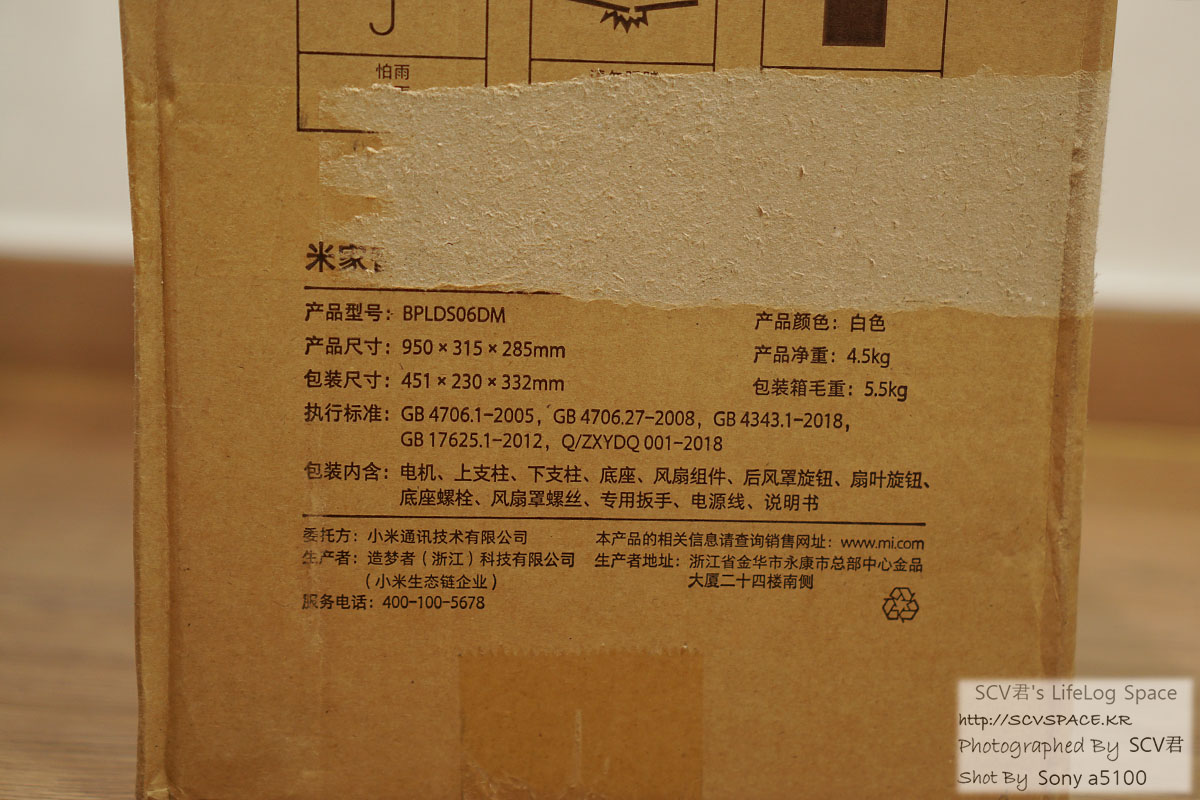 怕雨
米家
产品型号：BPLDS06DM
产品颜色：白色
产品尺寸：950×315×285mm
产品净重：4.5kg
包装尺寸：451×230×332mm
包装箱毛重：5.5kg
执行标准：GB 4706.1-2005，GB 4706.27-2008，GB 4343.1-2018，
GB 17625.1-2012，Q/ZXYDQ 001-2018
包装内含：电机、上支柱、下支柱、底座、风扇组件、后风罩旋钮、扇叶旋钮、
底座螺栓、风扇罩螺丝、专用扳手、电源线、说明书
委托方：小米通讯技术有限公司
本产品的相关信息请查询销售网址：www.mi.com
生产者：造梦者（浙江）科技有限公司
生产者地址：浙江省金华市永康市总部中心金品
（小米生态链企业）
大厦二十四楼南侧
服务电话：400-100-5678
SCV君's LifeLog Space
http://SCVSPACE.KR
Photographed By SCV君
Shot By Sony a5100